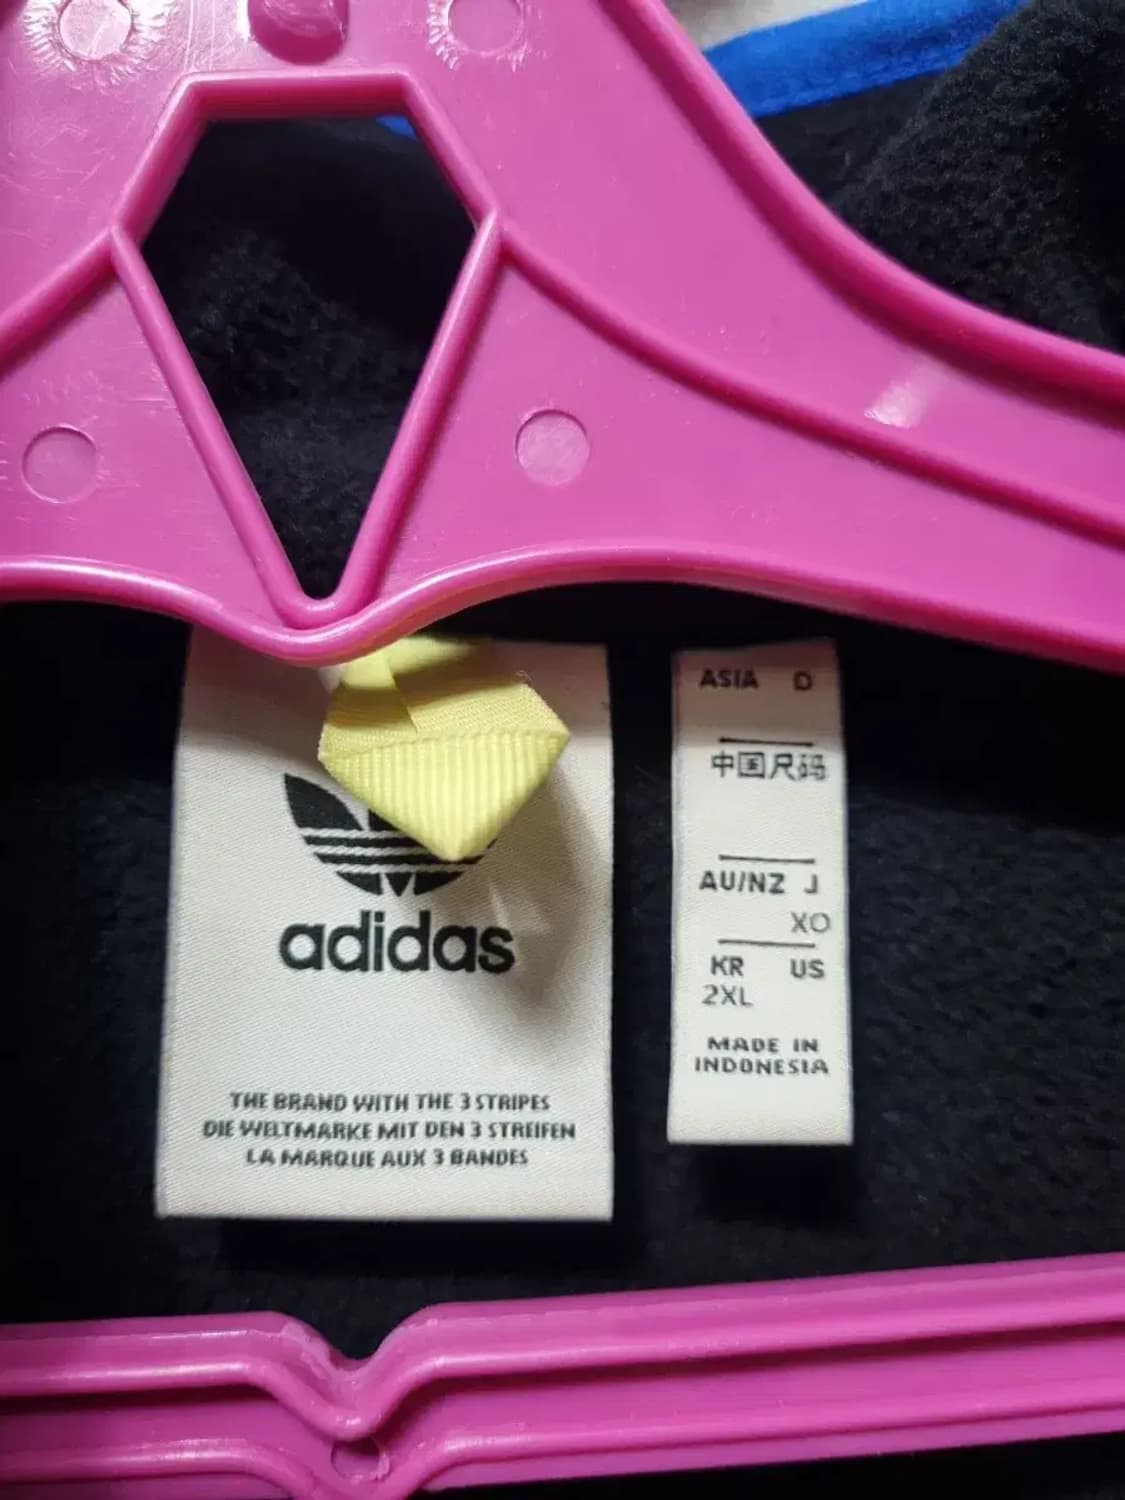 adidas
THE BRAND WITH THE 3 STRIPES
DIE WELTMARKE MIT DEN 3 STREIFEN
LA MARQUE AUX 3 BANDES
ASIA D
中国尺码
AU/NZ J
XO
KR US
2XL
MADE IN
INDONESIA